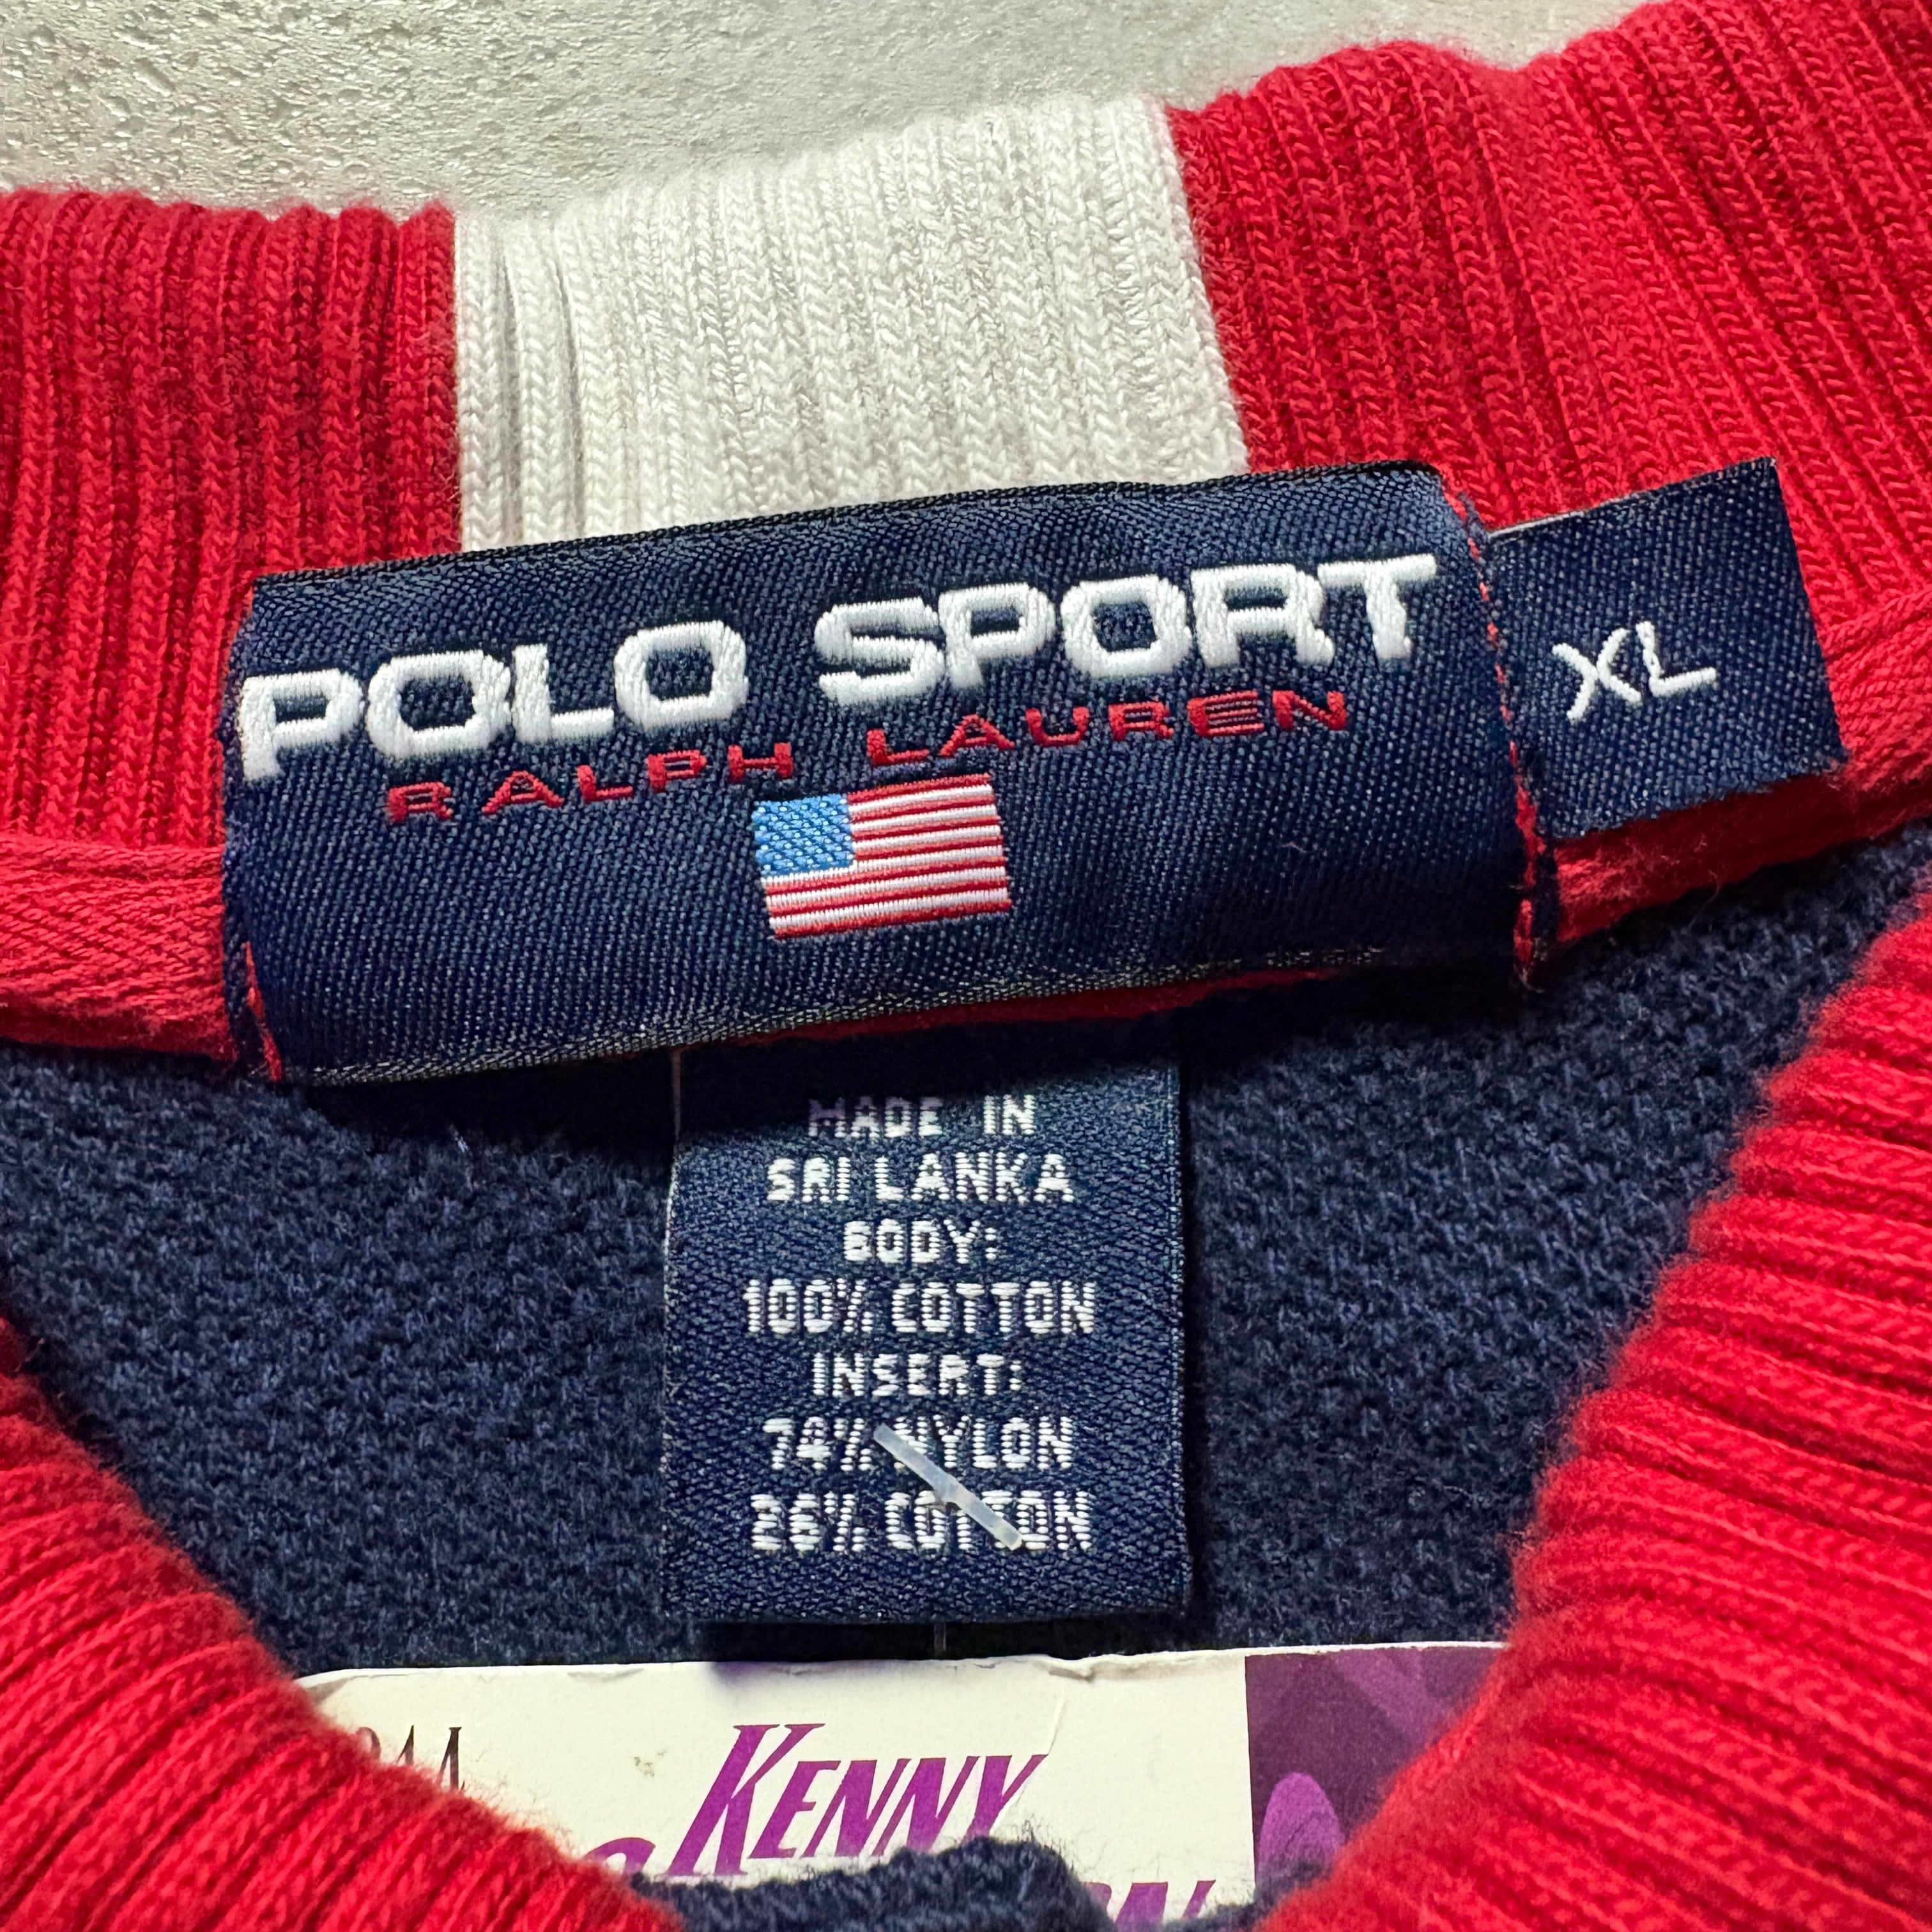 POLO SPORT
RALPH LAUREN
XL
MADE IN
SRI LANKA
BODY:
100% COTTON
INSERT:
74% NYLON
26% COTTON
KENNY